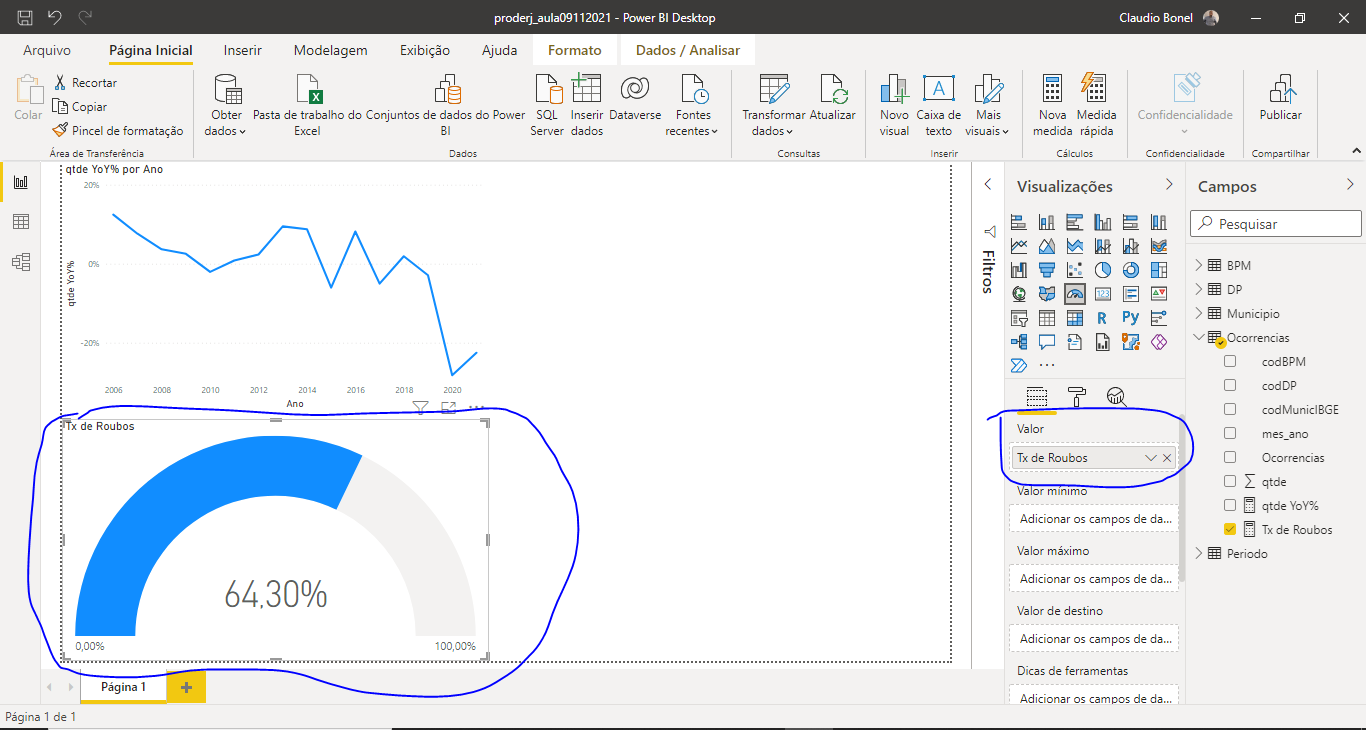 proderj_aula09112021 - Power BI Desktop
Claudio Bonel
Arquivo
Página Inicial
Inserir
Modelagem
Exibição
Ajuda
Formato
Dados / Analisar
Colar
Recortar
Copiar
Pincel de formatação
Área de Transferência
Obter
dados
Pasta de trabalho do
Excel
Conjuntos de dados do Power
BI
SQL
Server
Inserir
dados
Dataverse
Fontes
recentes
Dados
Transformar
dados
Atualizar
Consultas
Novo
visual
Caixa de
texto
Mais
visuais
Inserir
Nova
medida
Medida
rápida
Cálculos
Confidencialidade
Confidencialidade
Publicar
Compartilhar
qtde YoY% por Ano
20%
0%
-20%
qtde YoY%
2006 2008 2010 2012 2014 2016 2018 2020
Ano
Tx de Roubos
64,30%
0,00%
100,00%
Filtros
Visualizações
R
Py
123
Valor
Tx de Roubos
Valor mínimo
Adicionar os campos de da...
Valor máximo
Adicionar os campos de da...
Valor de destino
Adicionar os campos de da...
Dicas de ferramentas
Adicionar os campos de da...
Campos
Pesquisar
BPM
DP
Municipio
Ocorrencias
codBPM
codDP
codMunicIBGE
mes_ano
Ocorrencias
qtde
qtde YoY%
Tx de Roubos
Periodo
Página 1
Página 1 de 1